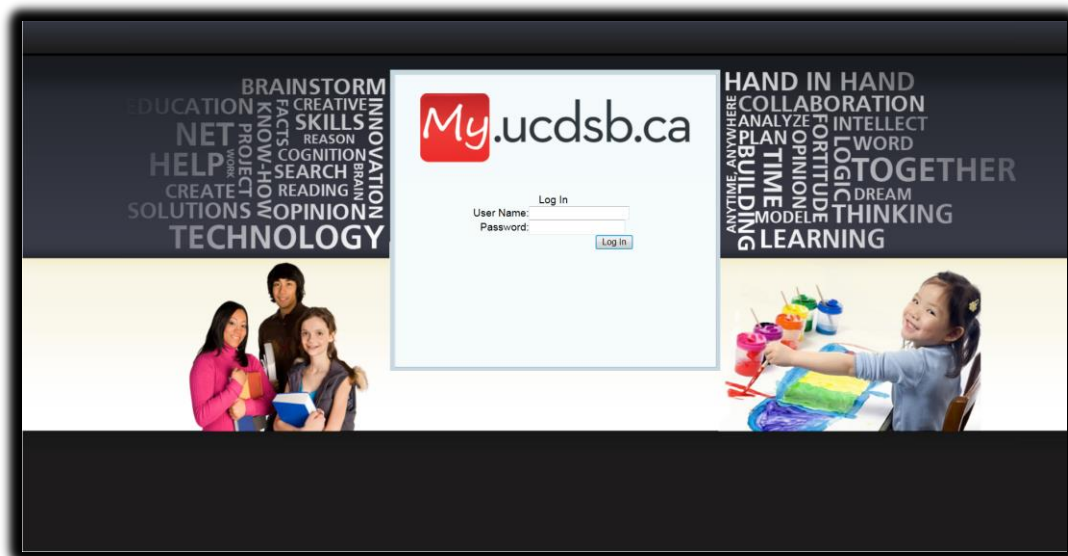 BRAINSTORM
EDUCATION
KNOW-HOW
FACTS
CREATIVE
SKILLS
INNOVATION
NET
PROJECT
REASON
COGNITION
HELP
WORK
SEARCH
BRAIN
CREATE
READING
SOLUTIONS
OPINION
TECHNOLOGY
My.ucdsb.ca
Log In
User Name:
Password:
Log In
HAND IN HAND
ANYTIME, ANYWHERE
COLLABORATION
ANALYZE
FORTITUDE
INTELLECT
PLAN
OPINION
LOGIC
WORD
BUILDING
TIME
TOGETHER
DREAM
MODEL
THINKING
LEARNING